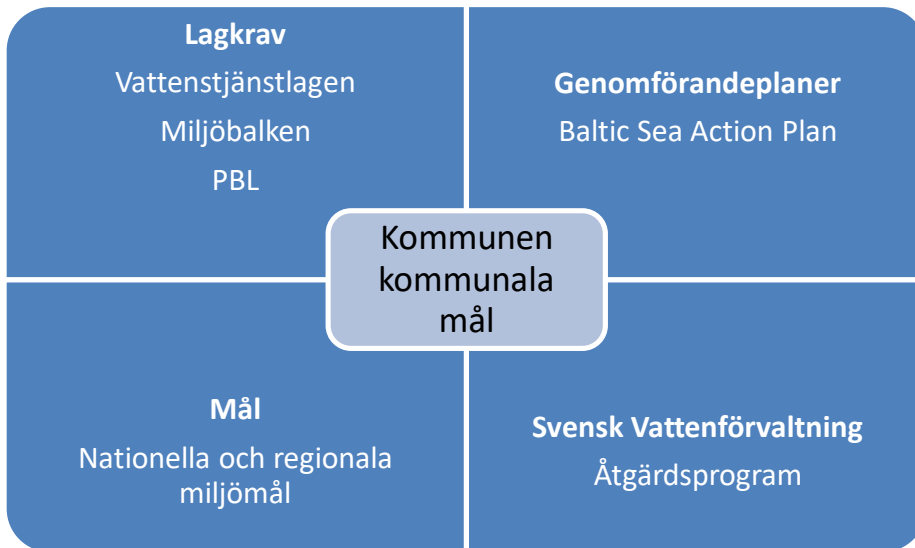 Lagkrav
Vattenstjänstlagen
Miljöbalken
PBL
Genomförandeplaner
Baltic Sea Action Plan
Kommunen
kommunala
mål
Mål
Nationella och regionala
miljömål
Svensk Vattenförvaltning
Åtgärdsprogram